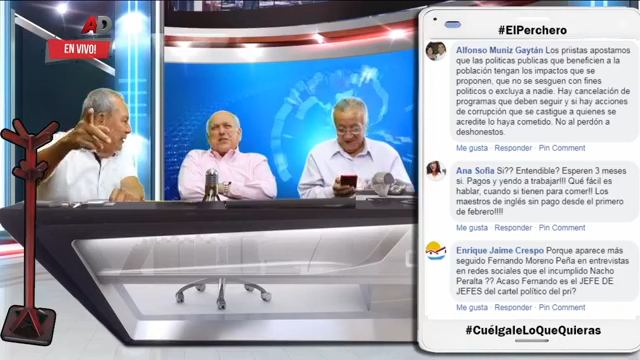 AD
EN VIVO!
#ElPerchero
Alfonso Muniz Gaytán Los priistas apostamos
que las politicas publicas que beneficien a la
población tengan los impactos que se
proponen, que no se sesguen con fines
politicos o excluya a nadie. Hay cancelación de
programas que deben seguir y si hay acciones
de corrupción que se castigue a quienes se
acredite lo haya cometido. No al perdón a
deshonestos.
Me gusta · Responder · Pin Comment
Ana Sofia Si?? Entendible? Esperen 3 meses
si. Pagos y yendo a trabajar!!! Qué fácil es
hablar, cuando si tienen para comer!! Los
maestros de inglés sin pago desde el primero
de febrero!!!!
Me gusta · Responder · Pin Comment
Enrique Jaime Crespo Porque aparece más
seguido Fernando Moreno Peña en entrevistas
en redes sociales que el incumplido Nacho
Peralta ?? Acaso Fernando es el JEFE DE
JEFES del cartel político del pri?
Me gusta · Responder · Pin Comment
#CuélgaleLoQueQuieras